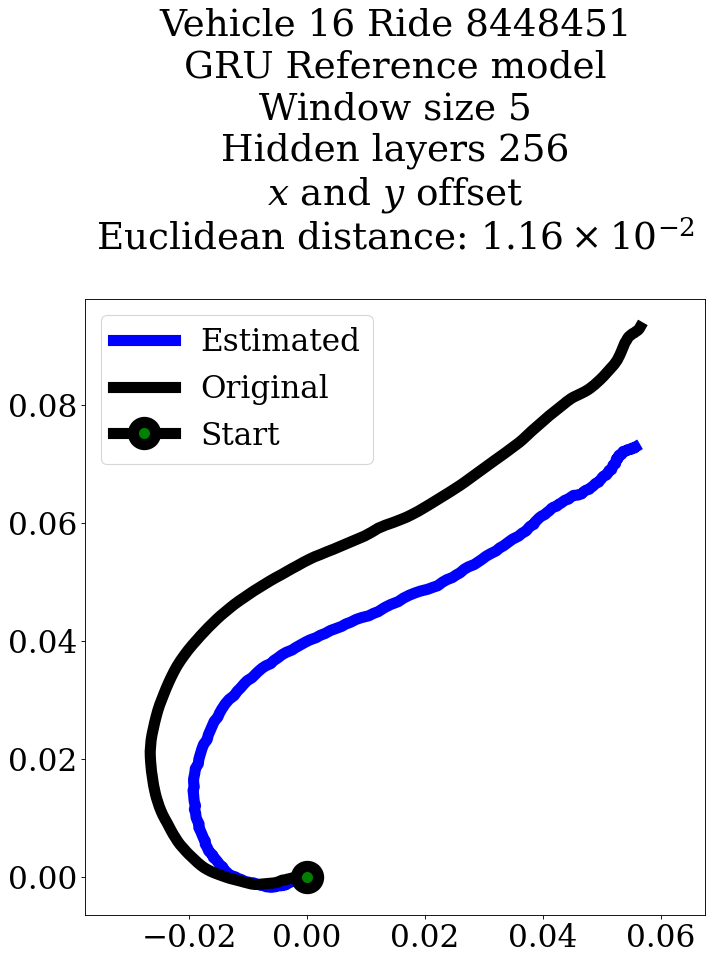 Vehicle 16 Ride 8448451
GRU Reference model
Window size 5
Hidden layers 256
x and y offset
Euclidean distance: 1.16 × 10⁻²
Estimated
Original
Start
0.08
0.06
0.04
0.02
0.00
−0.02 0.00 0.02 0.04 0.06